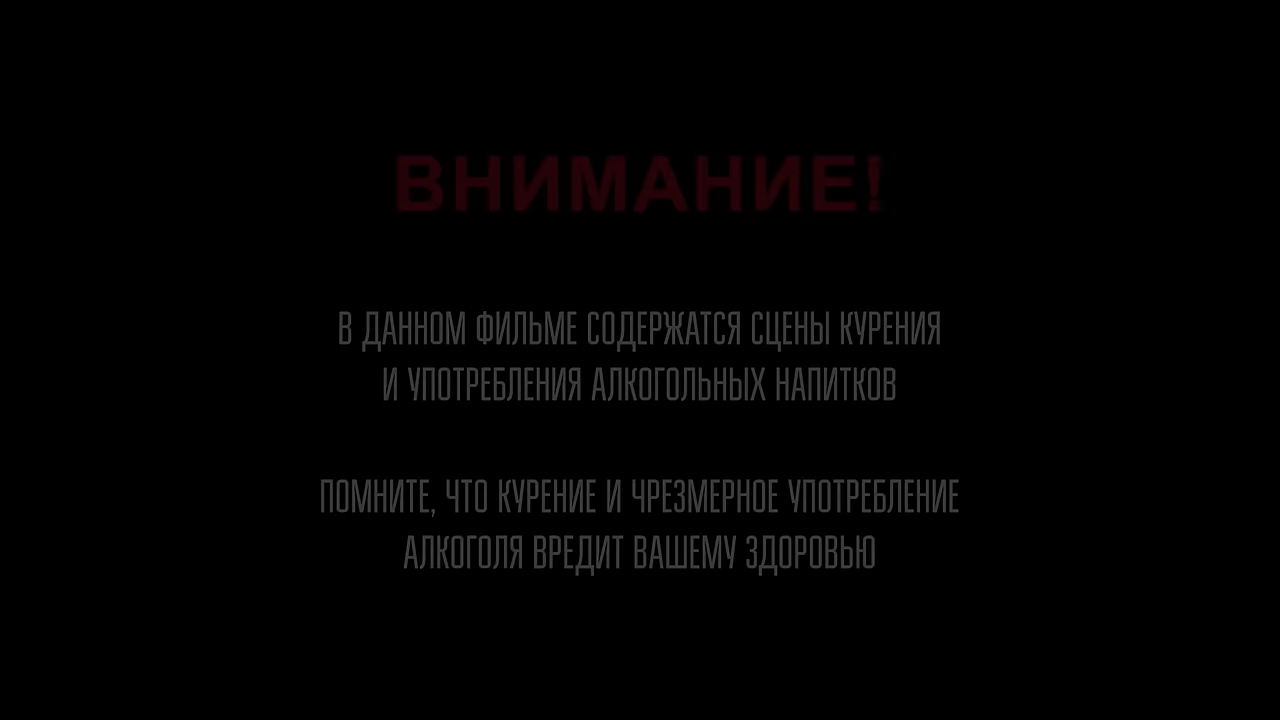 ВНИМАНИЕ!
В ДАННОМ ФИЛЬМЕ СОДЕРЖАТСЯ СЦЕНЫ КУРЕНИЯ
И УПОТРЕБЛЕНИЯ АЛКОГОЛЬНЫХ НАПИТКОВ
ПОМНИТЕ, ЧТО КУРЕНИЕ И ЧРЕЗМЕРНОЕ УПОТРЕБЛЕНИЕ
АЛКОГОЛЯ ВРЕДИТ ВАШЕМУ ЗДОРОВЬЮ